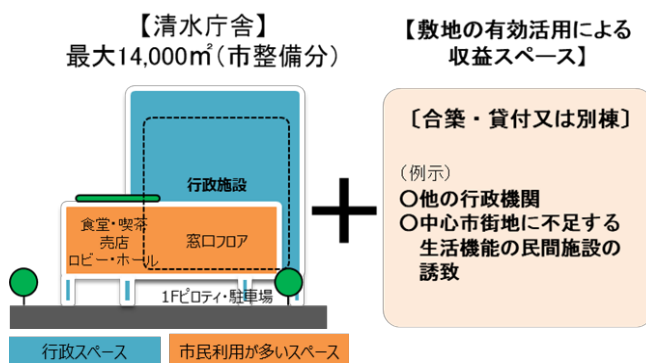 【清水庁舎】
最大14,000㎡(市整備分)
行政施設
食堂・喫茶
売店
ロビー・ホール
窓口フロア
1Fピロティ・駐車場
行政スペース
市民利用が多いスペース
+
【敷地の有効活用による
収益スペース】
〔合築・貸付又は別棟〕
(例示)
〇他の行政機関
〇中心市街地に不足する
生活機能の民間施設の
誘致